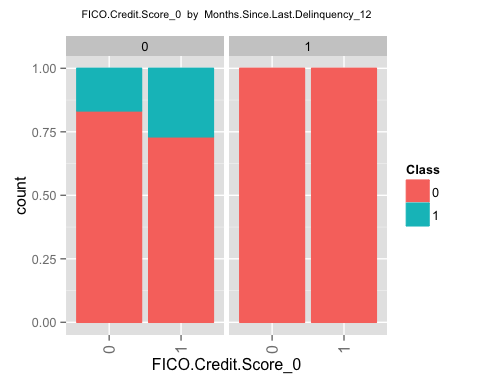 FICO.Credit.Score_0 by Months.Since.Last.Delinquency_12
0 1
1.00
0.75
0.50
0.25
0.00
count
0 1 0 1
FICO.Credit.Score_0
Class
0
1